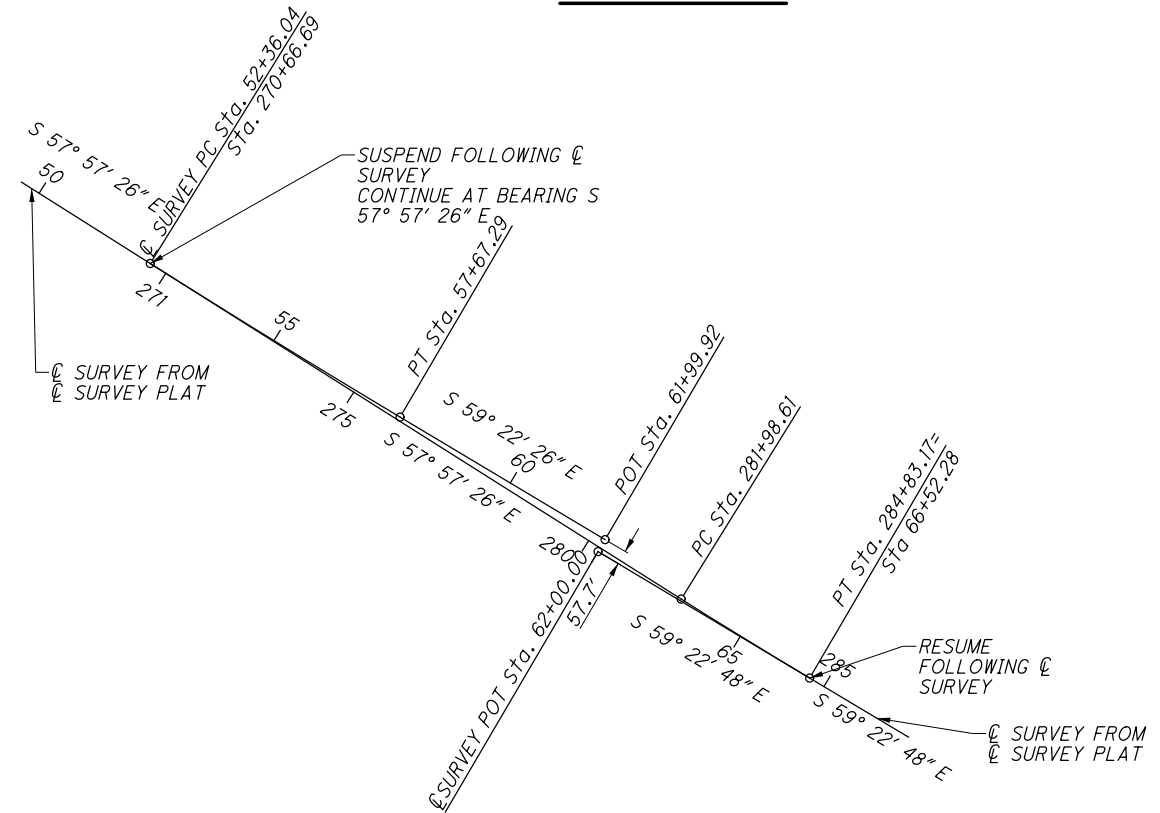 ℄ SURVEY PC Sta. 52+36.04
Sta. 270+66.69
S 57° 57' 26" E
50
SUSPEND FOLLOWING ℄
SURVEY
CONTINUE AT BEARING S
57° 57' 26" E
271
PT Sta. 57+67.29
55
℄ SURVEY FROM
℄ SURVEY PLAT
275
S 59° 22' 26" E
S 57° 57' 26" E
60
POT Sta. 61+99.92
PC Sta. 281+98.61
PT Sta. 284+83.17=
Sta 66+52.28
280
57.7'
℄ SURVEY POT Sta. 62+00.00
S 59° 22' 48" E
65
285
RESUME
FOLLOWING ℄
SURVEY
S 59° 22' 48" E
℄ SURVEY FROM
℄ SURVEY PLAT